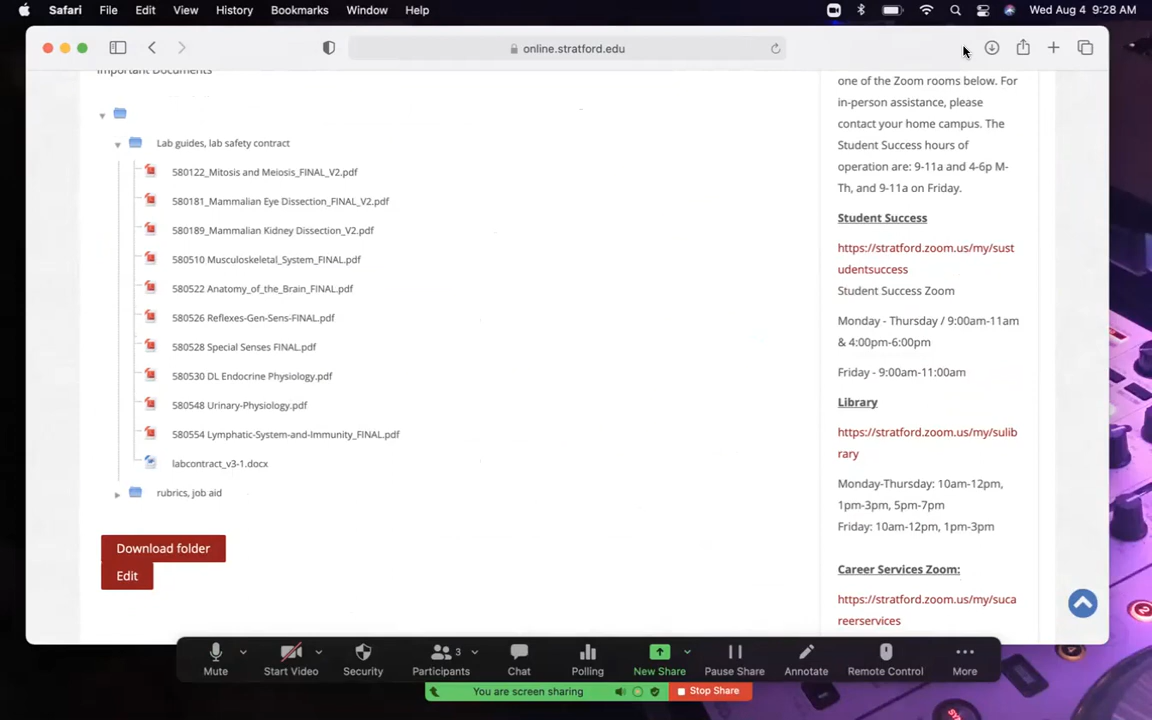 Safari File Edit View History Bookmarks Window Help Wed Aug 4 9:28 AM
online.stratford.edu
Important Documents
Lab guides, lab safety contract
580122_Mitosis and Meiosis_FINAL_V2.pdf
580181_Mammalian Eye Dissection_FINAL_V2.pdf
580189_Mammalian Kidney Dissection_V2.pdf
580510 Musculoskeletal_System_FINAL.pdf
580522 Anatomy_of_the_Brain_FINAL.pdf
580526 Reflexes-Gen-Sens-FINAL.pdf
580528 Special Senses FINAL.pdf
580530 DL Endocrine Physiology.pdf
580548 Urinary-Physiology.pdf
580554 Lymphatic-System-and-Immunity_FINAL.pdf
labcontract_v3-1.docx
rubrics, job aid
Download folder
Edit
one of the Zoom rooms below. For
in-person assistance, please
contact your home campus. The
Student Success hours of
operation are: 9-11a and 4-6p M-
Th, and 9-11a on Friday.
Student Success
https://stratford.zoom.us/my/sust
udentsuccess
Student Success Zoom
Monday - Thursday / 9:00am-11am
& 4:00pm-6:00pm
Friday - 9:00am-11:00am
Library
https://stratford.zoom.us/my/sulib
rary
Monday-Thursday: 10am-12pm,
1pm-3pm, 5pm-7pm
Friday: 10am-12pm, 1pm-3pm
Career Services Zoom:
https://stratford.zoom.us/my/suca
reerservices
3
Mute Start Video Security Participants Chat Polling New Share Pause Share Annotate Remote Control More
You are screen sharing Stop Share